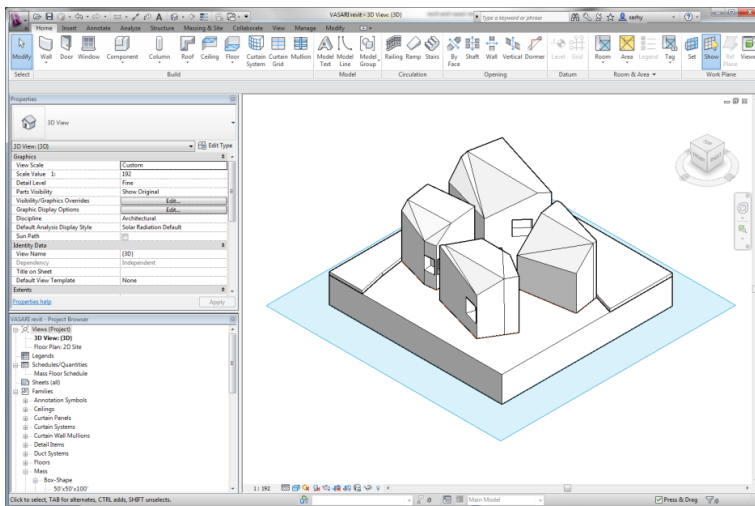 VASARI revit - 3D View: {3D}
Type a keyword or phrase
Home Insert Annotate Analyze Structure Massing & Site Collaborate View Manage Modify
Modify Wall Door Window Component Column Roof Ceiling Floor Curtain System Curtain Grid Mullion Model Text Model Line Model Group Railing Ramp Stairs By Face Shaft Wall Vertical Dormer Level Grid Room Area Legend Tag Set Show Ref Plane Viewer
Select Build Model Circulation Opening Datum Room & Area Work Plane
Properties
3D View
3D View: {3D} Edit Type
Graphics
View Scale Custom
Scale Value 1: 192
Detail Level Fine
Parts Visibility Show Original
Visibility/Graphics Overrides Edit...
Graphic Display Options Edit...
Discipline Architectural
Default Analysis Display Style Solar Radiation Default
Sun Path
Identity Data
View Name {3D}
Dependency Independent
Title on Sheet
Default View Template None
Extents
Properties help Apply
VASARI revit - Project Browser
Views (Project)
3D View: {3D}
Floor Plan: 2D Site
Legends
Schedules/Quantities
Mass Floor Schedule
Sheets (all)
Families
Annotation Symbols
Ceilings
Curtain Panels
Curtain Systems
Curtain Wall Mullions
Detail Items
Duct Systems
Floors
Mass
Box-Shape
50'x50'x100'
1 : 192
Click to select, TAB for alternates, CTRL adds, SHIFT unselects.
Main Model
Press & Drag